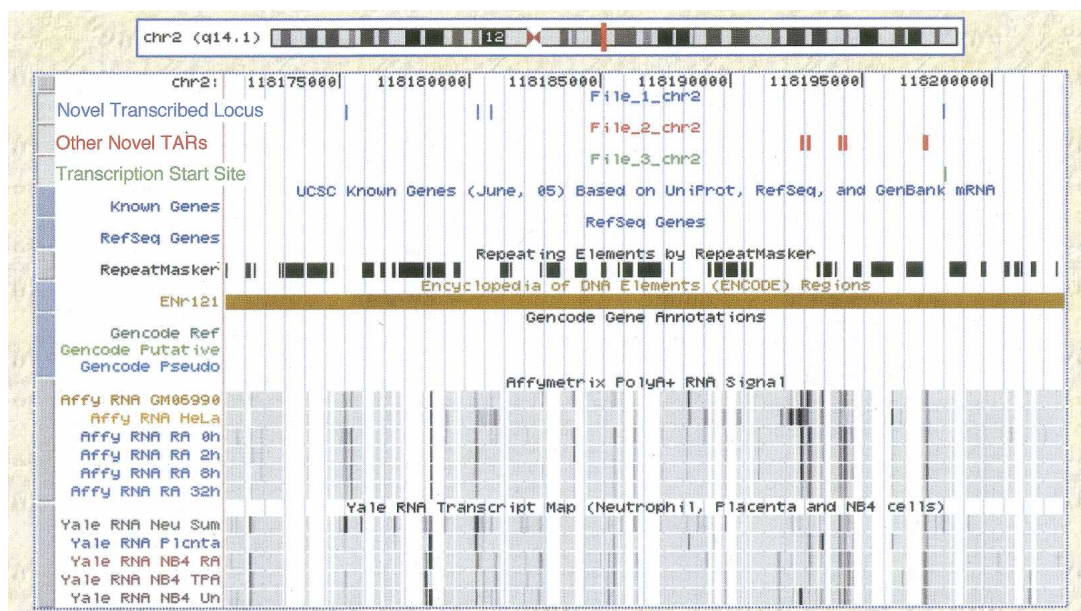 chr2 (q14.1) 12
chr2: 118175000 118180000 118185000 118190000 118195000 118200000
File_1_chr2
Novel Transcribed Locus
File_2_chr2
Other Novel TARs
File_3_chr2
Transcription Start Site
UCSC Known Genes (June, 05) Based on UniProt, RefSeq, and GenBank mRNA
Known Genes
RefSeq Genes
RefSeq Genes
Repeating Elements by RepeatMasker
RepeatMasker
Encyclopedia of DNA Elements (ENCODE) Regions
ENr121
Gencode Gene Annotations
Gencode Ref
Gencode Putative
Gencode Pseudo
Affymetrix PolyA+ RNA Signal
Affy RNA GM06990
Affy RNA HeLa
Affy RNA RA 0h
Affy RNA RA 2h
Affy RNA RA 8h
Affy RNA RA 32h
Yale RNA Transcript Map (Neutrophil, Placenta and NB4 cells)
Yale RNA Neu Sum
Yale RNA Plcnta
Yale RNA NB4 RA
Yale RNA NB4 TPA
Yale RNA NB4 Un